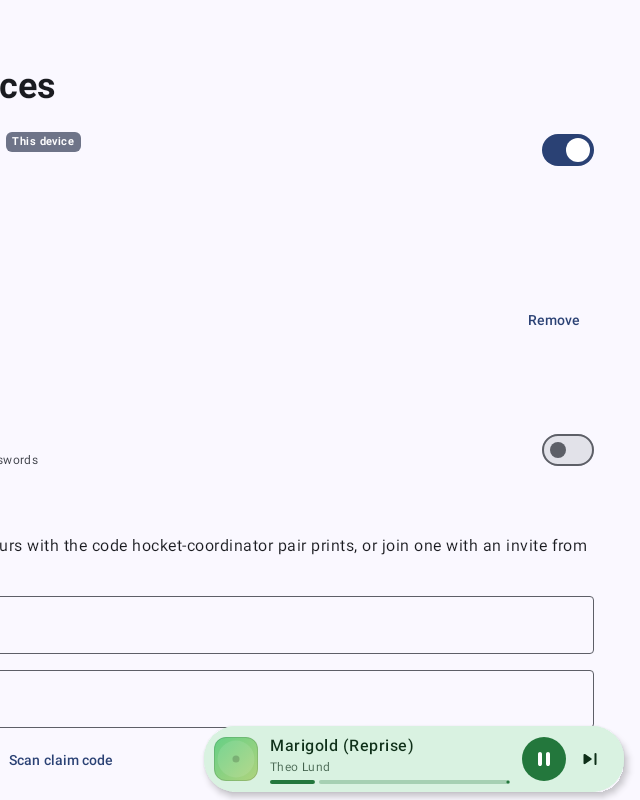 ces
This device
Remove
swords
urs with the code hocket-coordinator pair prints, or join one with an invite from
Marigold (Reprise)
Theo Lund
Scan claim code